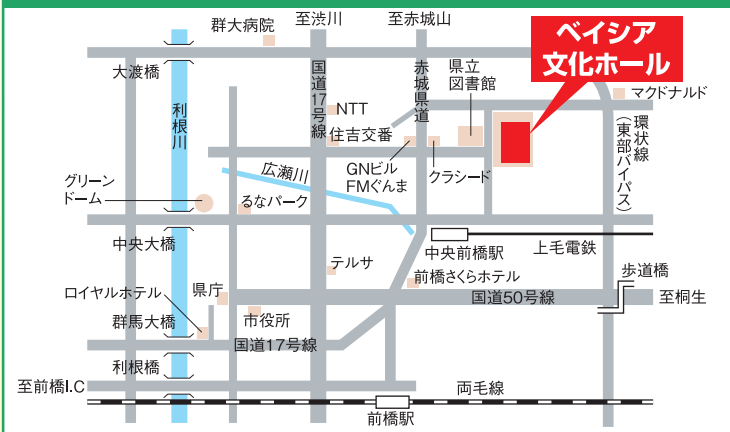 群大病院
至渋川
至赤城山
ベイシア
文化ホール
大渡橋
国道17号線
赤城県道
県立
図書館
マクドナルド
利根川
NTT
住吉交番
環状線
(東部バイパス)
広瀬川
GNビル
FMぐんま
クラシード
グリーン
ドーム
るなパーク
中央大橋
中央前橋駅
上毛電鉄
テルサ
前橋さくらホテル
歩道橋
ロイヤルホテル
県庁
国道50号線
至桐生
群馬大橋
市役所
国道17号線
利根橋
至前橋I.C
両毛線
前橋駅